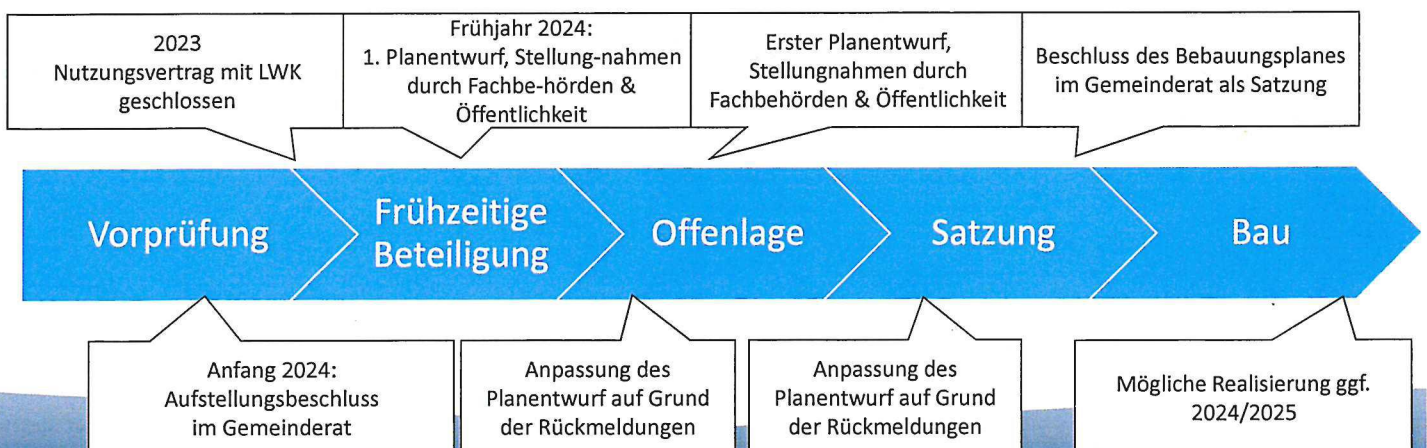 2023
Nutzungsvertrag mit LWK
geschlossen
Frühjahr 2024:
1. Planentwurf, Stellung-nahmen
durch Fachbe-hörden &
Öffentlichkeit
Erster Planentwurf,
Stellungnahmen durch
Fachbehörden & Öffentlichkeit
Beschluss des Bebauungsplanes
im Gemeinderat als Satzung
Vorprüfung
Frühzeitige
Beteiligung
Offenlage
Satzung
Bau
Anfang 2024:
Aufstellungsbeschluss
im Gemeinderat
Anpassung des
Planentwurf auf Grund
der Rückmeldungen
Anpassung des
Planentwurf auf Grund
der Rückmeldungen
Mögliche Realisierung ggf.
2024/2025